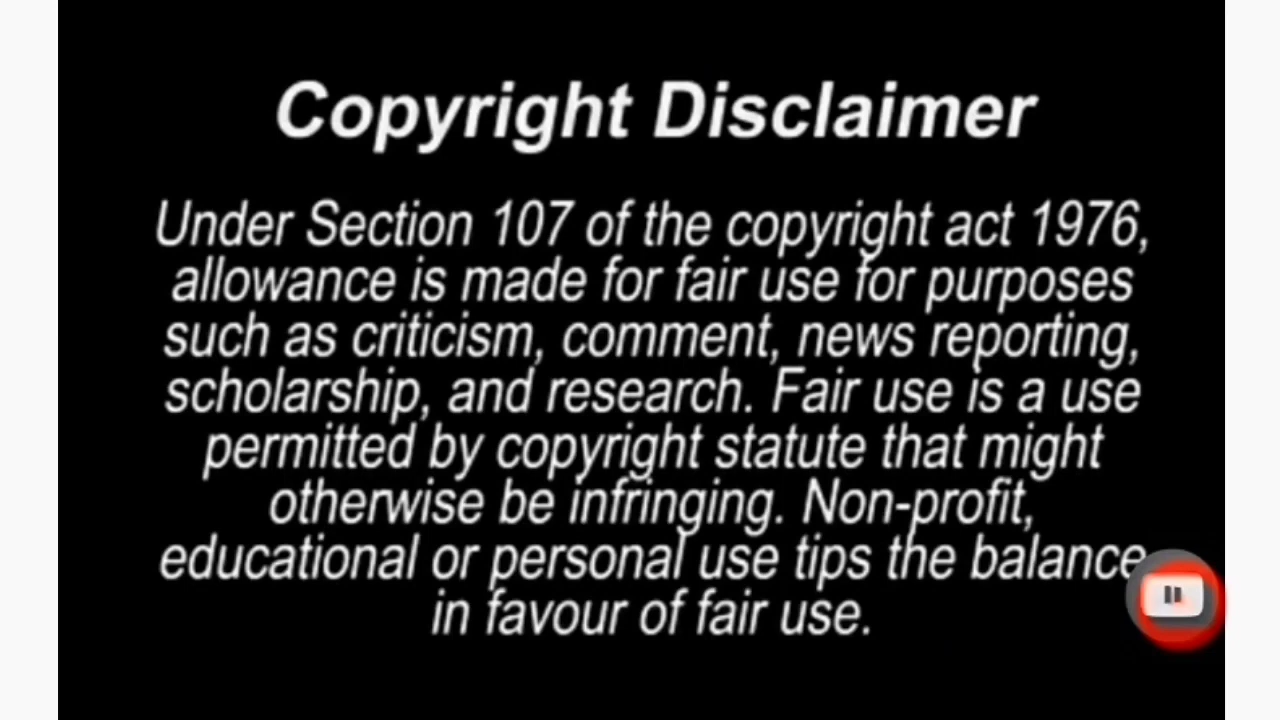 Copyright Disclaimer
Under Section 107 of the copyright act 1976,
allowance is made for fair use for purposes
such as criticism, comment, news reporting,
scholarship, and research. Fair use is a use
permitted by copyright statute that might
otherwise be infringing. Non-profit,
educational or personal use tips the balance
in favour of fair use.